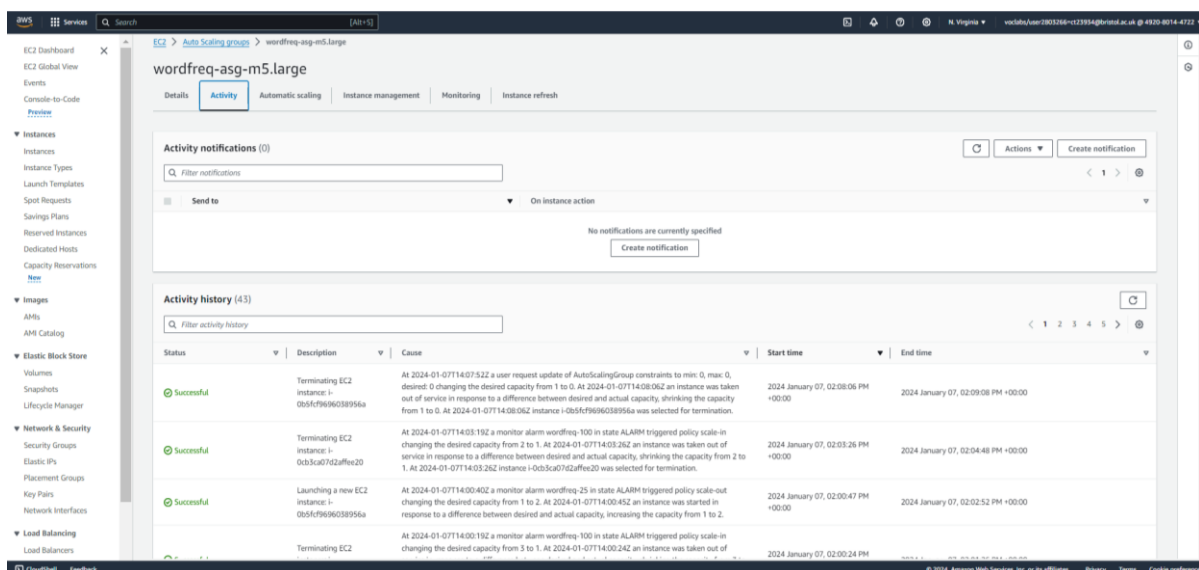 aws Services Search [Alt+S] N. Virginia voclabs/user2803266=ct23934@bristol.ac.uk @ 4920-8014-4722
EC2 Dashboard
EC2 Global View
Events
Console-to-Code
Preview
Instances
Instances
Instance Types
Launch Templates
Spot Requests
Savings Plans
Reserved Instances
Dedicated Hosts
Capacity Reservations
New
Images
AMIs
AMI Catalog
Elastic Block Store
Volumes
Snapshots
Lifecycle Manager
Network & Security
Security Groups
Elastic IPs
Placement Groups
Key Pairs
Network Interfaces
Load Balancing
Load Balancers
EC2 > Auto Scaling groups > wordfreq-asg-m5.large
wordfreq-asg-m5.large
Details Activity Automatic scaling Instance management Monitoring Instance refresh
Activity notifications (0)
Actions Create notification
Filter notifications
1
Send to On instance action
No notifications are currently specified
Create notification
Activity history (43)
Filter activity history
1 2 3 4 5
Status Description Cause Start time End time
Successful
Terminating EC2
instance: i-
0b5fcf9696038956a
At 2024-01-07T14:07:52Z a user request update of AutoScalingGroup constraints to min: 0, max: 0,
desired: 0 changing the desired capacity from 1 to 0. At 2024-01-07T14:08:06Z an instance was taken
out of service in response to a difference between desired and actual capacity, shrinking the capacity
from 1 to 0. At 2024-01-07T14:08:06Z instance i-0b5fcf9696038956a was selected for termination.
2024 January 07, 02:08:06 PM
+00:00
2024 January 07, 02:09:08 PM +00:00
Successful
Terminating EC2
instance: i-
0cb3ca07d2affee20
At 2024-01-07T14:03:19Z a monitor alarm wordfreq-100 in state ALARM triggered policy scale-in
changing the desired capacity from 2 to 1. At 2024-01-07T14:03:26Z an instance was taken out of
service in response to a difference between desired and actual capacity, shrinking the capacity from 2 to
1. At 2024-01-07T14:03:26Z instance i-0cb3ca07d2affee20 was selected for termination.
2024 January 07, 02:03:26 PM
+00:00
2024 January 07, 02:04:48 PM +00:00
Successful
Launching a new EC2
instance: i-
0b5fcf9696038956a
At 2024-01-07T14:00:40Z a monitor alarm wordfreq-25 in state ALARM triggered policy scale-out
changing the desired capacity from 1 to 2. At 2024-01-07T14:00:45Z an instance was started in
response to a difference between desired and actual capacity, increasing the capacity from 1 to 2.
2024 January 07, 02:00:47 PM
+00:00
2024 January 07, 02:02:52 PM +00:00
Terminating EC2
At 2024-01-07T14:00:19Z a monitor alarm wordfreq-100 in state ALARM triggered policy scale-in
changing the desired capacity from 3 to 1. At 2024-01-07T14:00:24Z an instance was taken out of
2024 January 07, 02:00:24 PM
CloudShell Feedback © 2024, Amazon Web Services, Inc. or its affiliates. Privacy Terms Cookie preferences